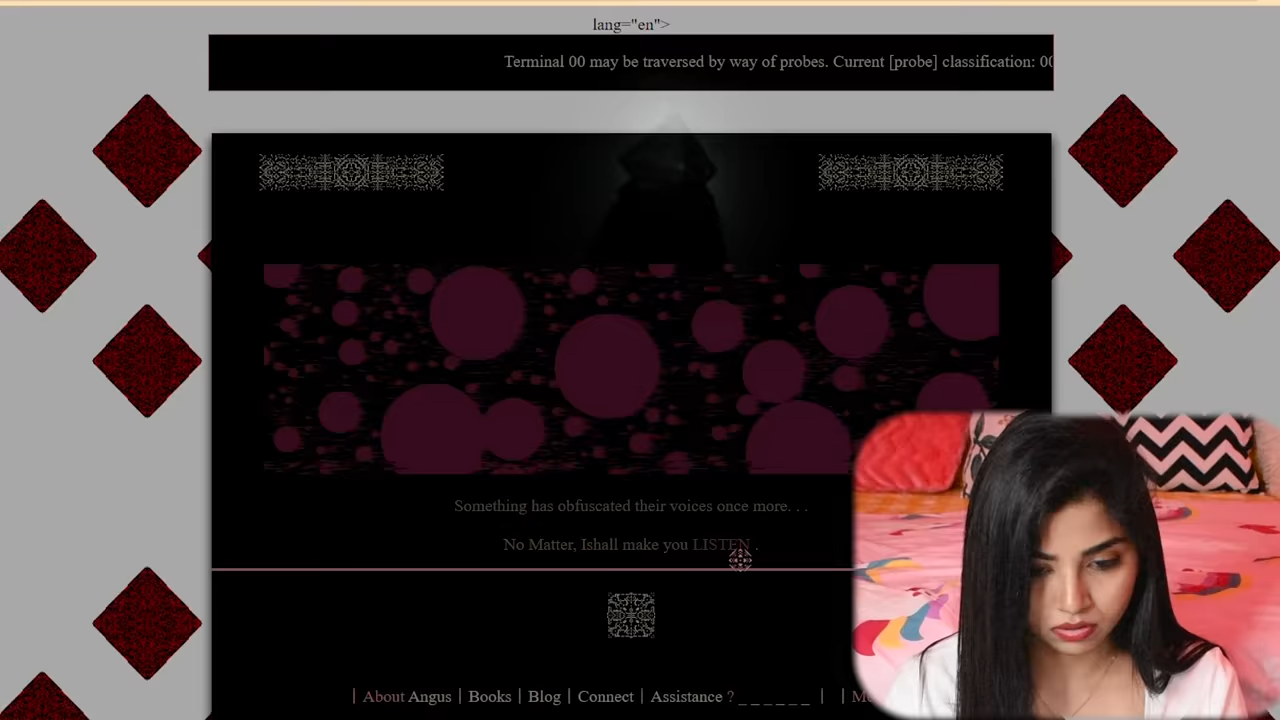 lang="en">
Terminal 00 may be traversed by way of probes. Current [probe] classification: 00
Something has obfuscated their voices once more. . .
No Matter, Ishall make you LISTEN .
| About Angus | Books | Blog | Connect | Assistance ? _ _ _ _ _ _ | |